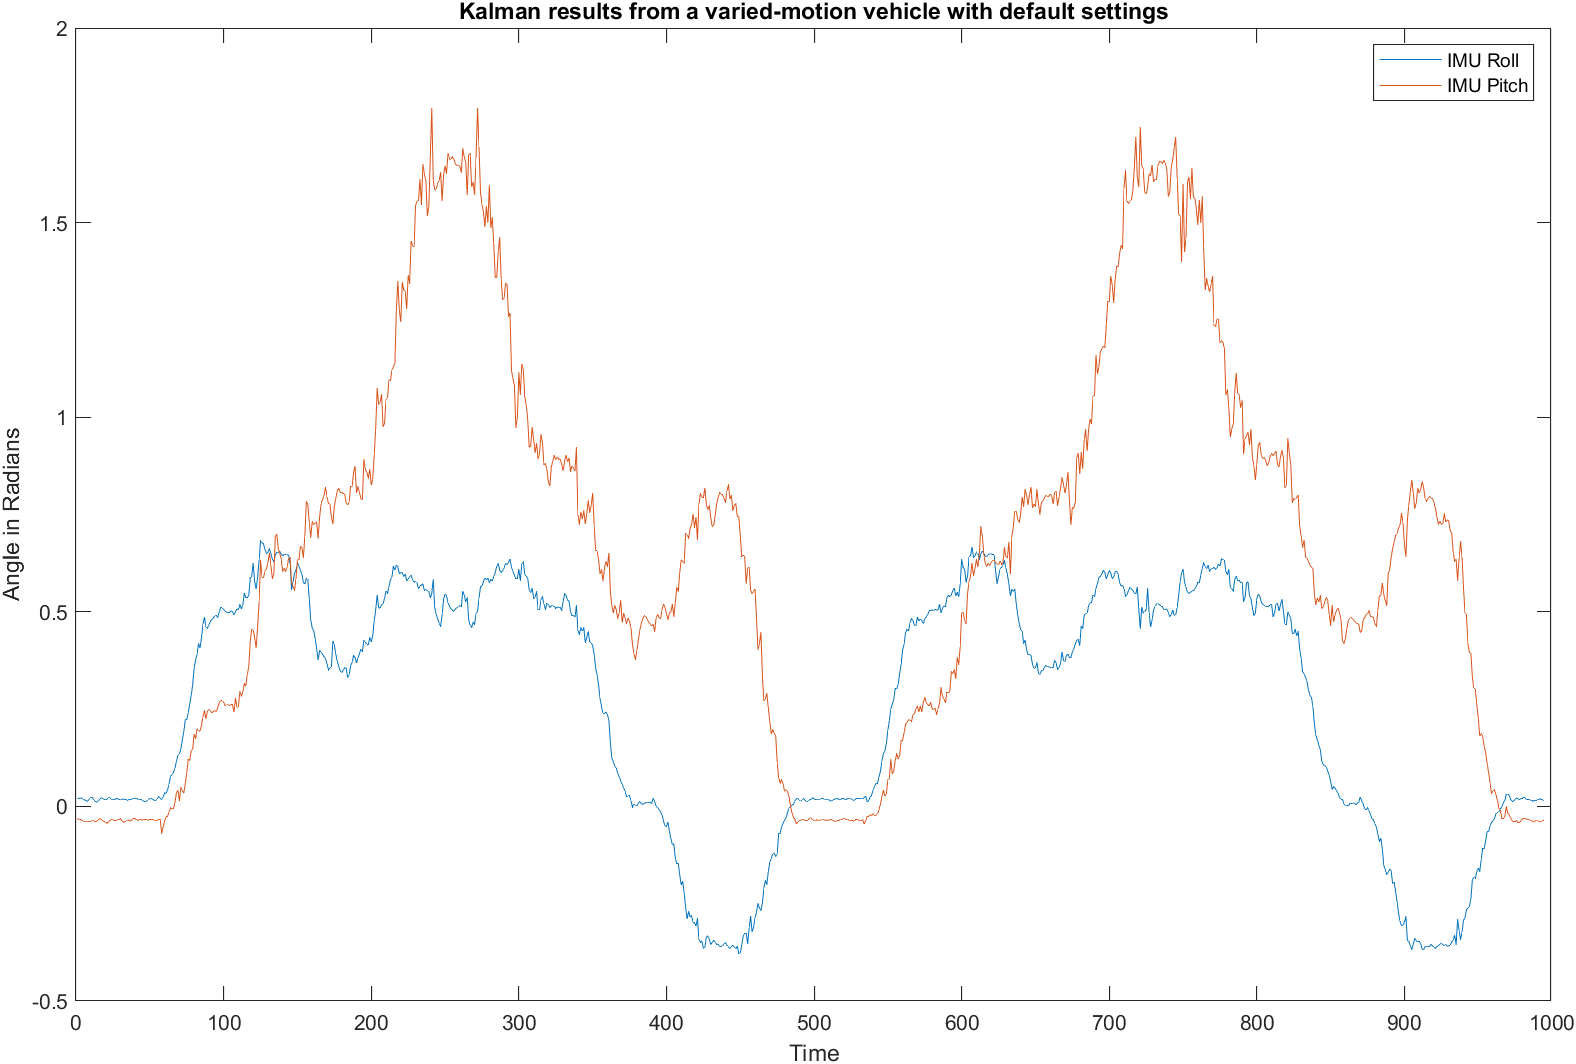 Kalman results from a varied-motion vehicle with default settings
IMU Roll
IMU Pitch
2
1.5
1
0.5
0
-0.5
Angle in Radians
0 100 200 300 400 500 600 700 800 900 1000
Time